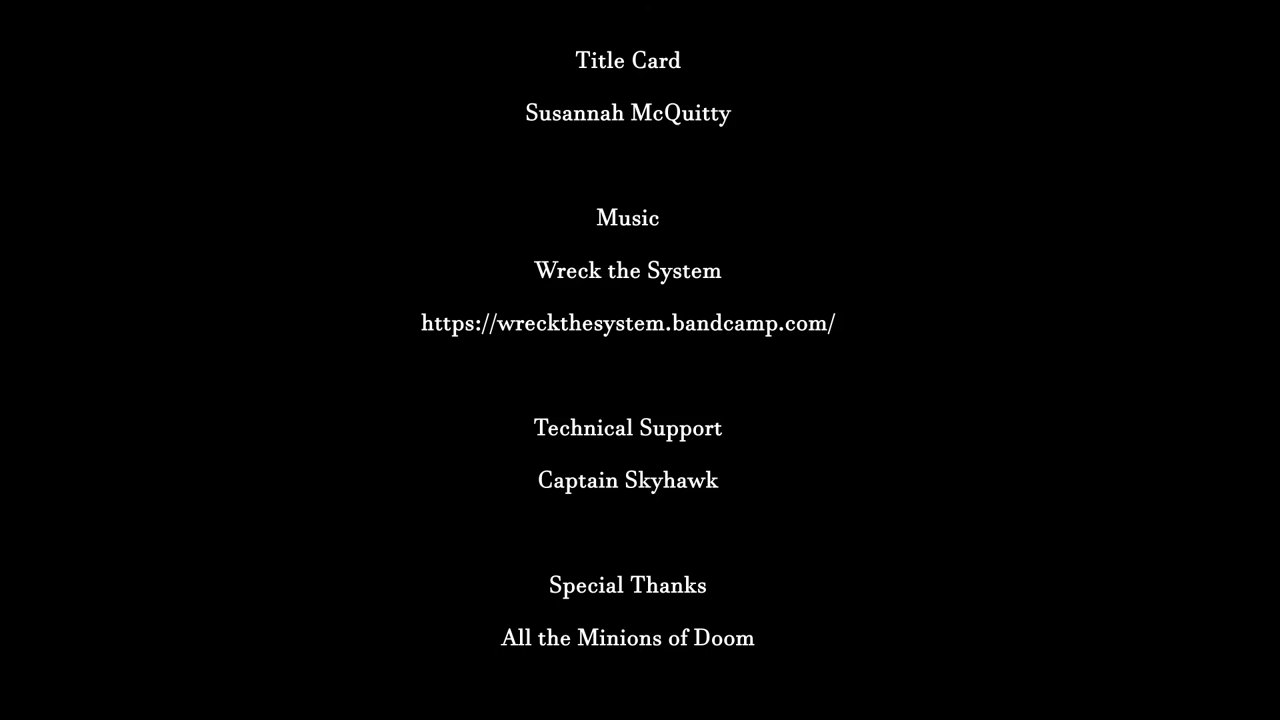 Title Card
Susannah McQuitty
Music
Wreck the System
https://wreckthesystem.bandcamp.com/
Technical Support
Captain Skyhawk
Special Thanks
All the Minions of Doom